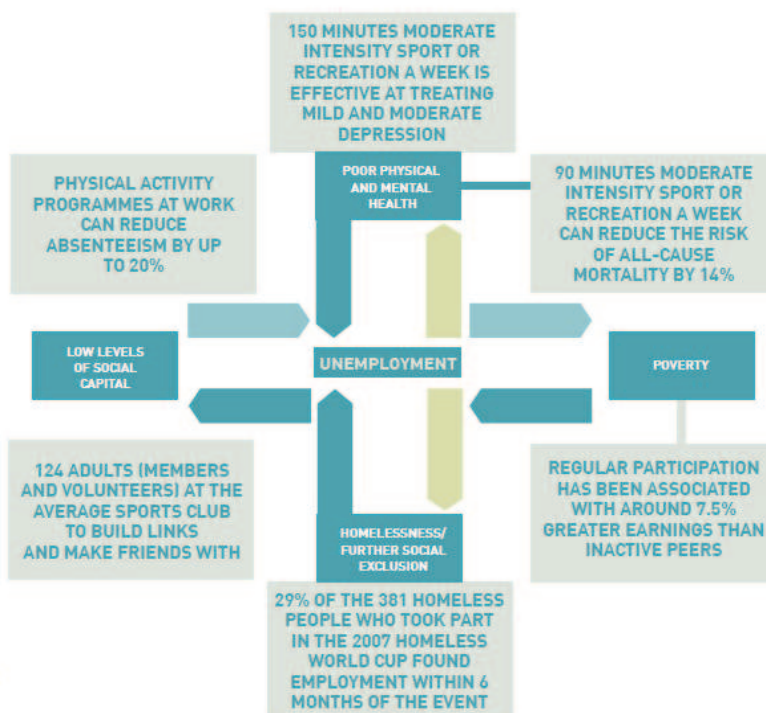 150 MINUTES MODERATE
INTENSITY SPORT OR
RECREATION A WEEK IS
EFFECTIVE AT TREATING
MILD AND MODERATE
DEPRESSION
POOR PHYSICAL
AND MENTAL
HEALTH
PHYSICAL ACTIVITY
PROGRAMMES AT WORK
CAN REDUCE
ABSENTEEISM BY UP
TO 20%
90 MINUTES MODERATE
INTENSITY SPORT OR
RECREATION A WEEK
CAN REDUCE THE RISK
OF ALL-CAUSE
MORTALITY BY 14%
LOW LEVELS
OF SOCIAL
CAPITAL
UNEMPLOYMENT
POVERTY
124 ADULTS (MEMBERS
AND VOLUNTEERS) AT THE
AVERAGE SPORTS CLUB
TO BUILD LINKS
AND MAKE FRIENDS WITH
REGULAR PARTICIPATION
HAS BEEN ASSOCIATED
WITH AROUND 7.5%
GREATER EARNINGS THAN
INACTIVE PEERS
HOMELESSNESS/
FURTHER SOCIAL
EXCLUSION
29% OF THE 381 HOMELESS
PEOPLE WHO TOOK PART
IN THE 2007 HOMELESS
WORLD CUP FOUND
EMPLOYMENT WITHIN 6
MONTHS OF THE EVENT